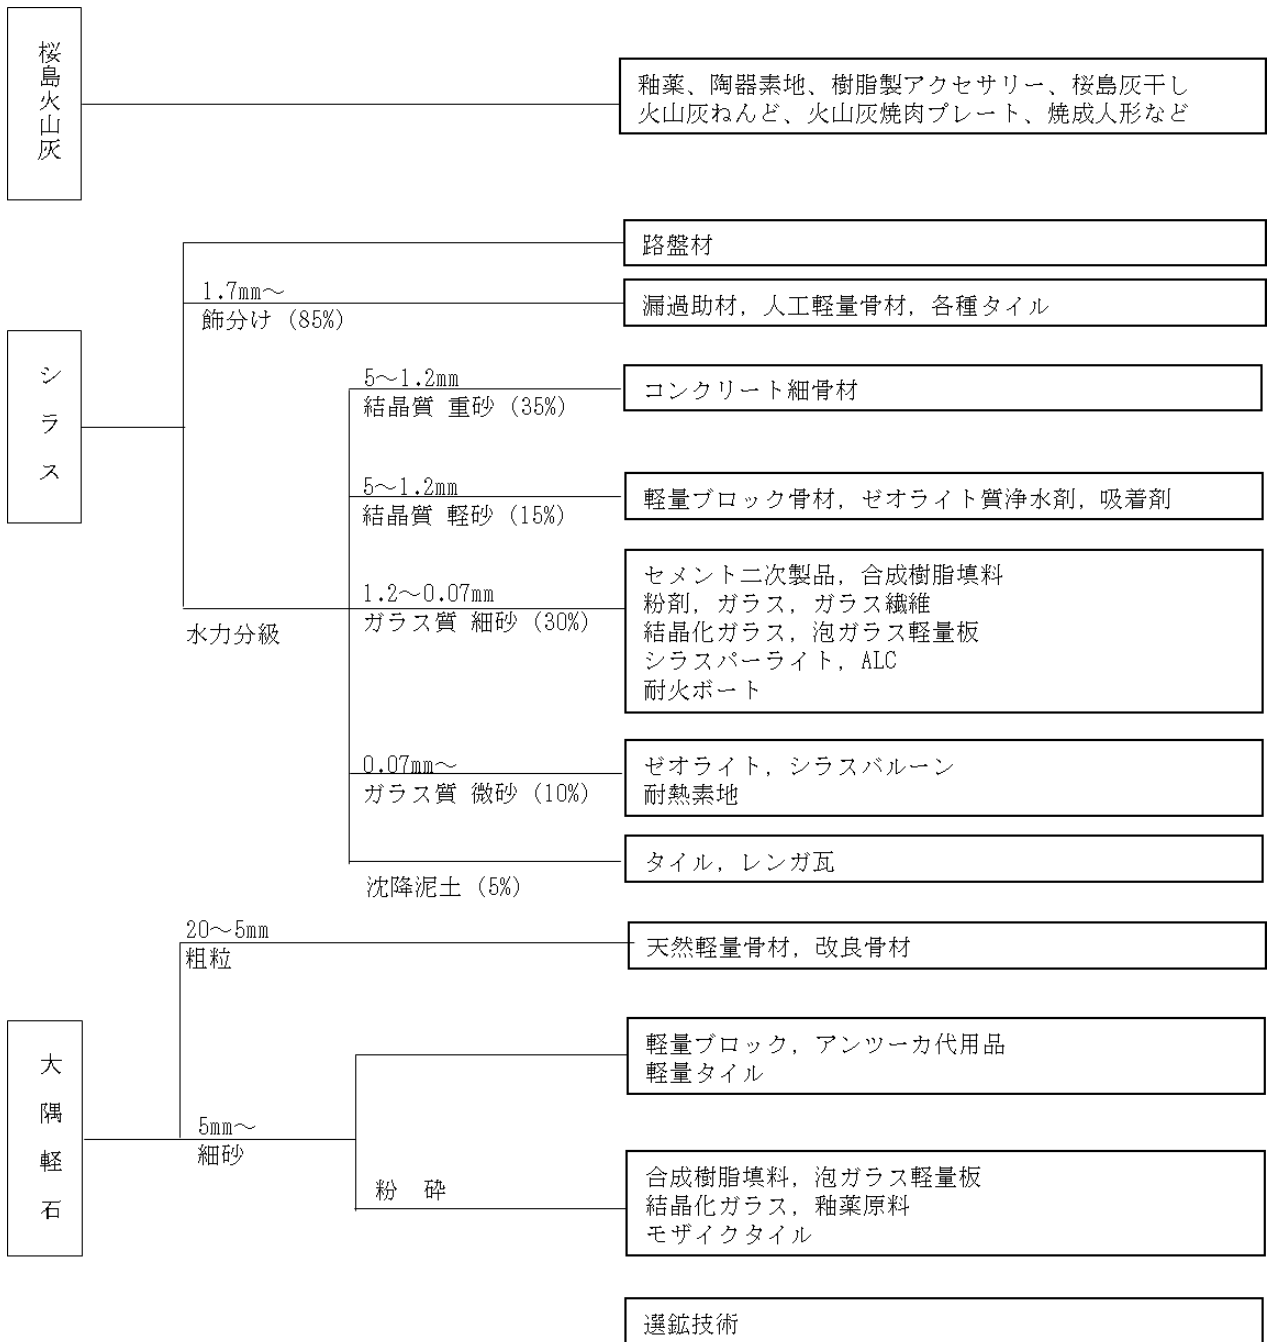 桜島火山灰
釉薬、陶器素地、樹脂製アクセサリー、桜島灰干し
火山灰ねんど、火山灰焼肉プレート、焼成人形など
シラス
路盤材
1.7mm～
飾分け (85%)
漏過助材, 人工軽量骨材, 各種タイル
5～1.2mm
結晶質 重砂 (35%)
コンクリート細骨材
5～1.2mm
結晶質 軽砂 (15%)
軽量ブロック骨材, ゼオライト質浄水剤, 吸着剤
水力分級
1.2～0.07mm
ガラス質 細砂 (30%)
セメント二次製品, 合成樹脂填料
粉剤, ガラス, ガラス繊維
結晶化ガラス, 泡ガラス軽量板
シラスパーライト, ALC
耐火ボート
0.07mm～
ガラス質 微砂 (10%)
ゼオライト, シラスバルーン
耐熱素地
沈降泥土 (5%)
タイル, レンガ瓦
大隅軽石
20～5mm
粗粒
天然軽量骨材, 改良骨材
5mm～
細砂
軽量ブロック, アンツーカ代用品
軽量タイル
粉 砕
合成樹脂填料, 泡ガラス軽量板
結晶化ガラス, 釉薬原料
モザイクタイル
選鉱技術